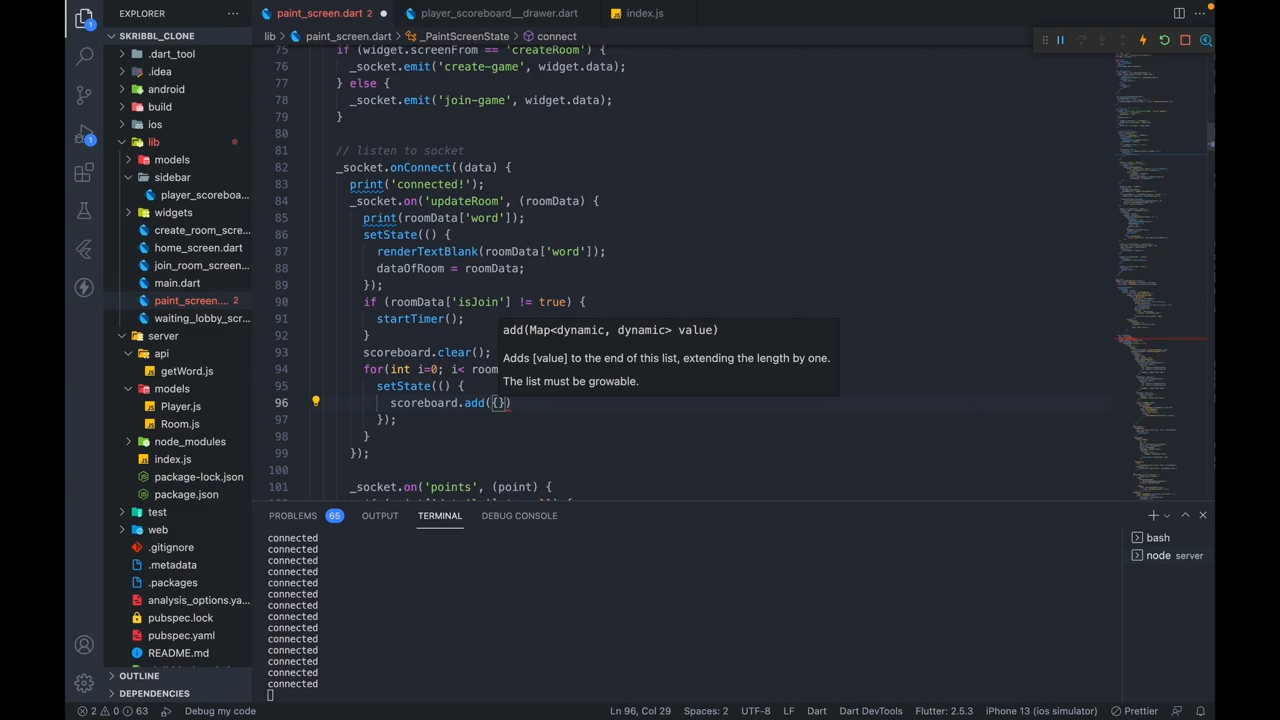 EXPLORER
SKRIBBL_CLONE
.dart_tool
.idea
android
build
ios
lib
models
sidebar
player_scoreboa...
widgets
create_room_scre...
home_screen.dart
join_room_screen...
main.dart
paint_screen.... 2
waiting_lobby_scr...
server
api
getWord.js
models
Player.js
Room.js
node_modules
index.js
package-lock.json
package.json
test
web
.gitignore
.metadata
.packages
analysis_options.ya...
pubspec.lock
pubspec.yaml
README.md
OUTLINE
DEPENDENCIES
1
1
paint_screen.dart 2
player_scoreboard__drawer.dart
index.js
lib > paint_screen.dart > _PaintScreenState > connect
75 if (widget.screenFrom == 'createRoom') {
76 _socket.emit('create-game', widget.data);
77 } else {
78 _socket.emit('join-game', widget.data);
79 }
80
81 // listen to socket
82 _socket.onConnect((data) {
83 print('connected!');
84 _socket.on('updateRoom', (roomData) {
85 print(roomData['word']);
86 setState(() {
87 renderTextBlank(roomData['word']);
88 dataOfRoom = roomData;
89 });
90 if (roomData['isJoin'] != true) {
91 startTimer
92 }
93 scoreboard.clear();
94 for(int i=0;i< room
95 setState(() {
96 scoreboard.add({})
97 });
98 }
99 });
100
101 _socket.on('points', (point) {
add(Map<dynamic, dynamic> value)
Adds [value] to the end of this list, extending the length by one.
The list must be growable.
PROBLEMS 65 OUTPUT TERMINAL DEBUG CONSOLE
connected
connected
connected
connected
connected
connected
connected
connected
connected
connected
connected
connected
connected
connected
bash
node server
2 0 63 Debug my code Ln 96, Col 29 Spaces: 2 UTF-8 LF Dart Dart DevTools Flutter: 2.5.3 iPhone 13 (ios simulator) Prettier